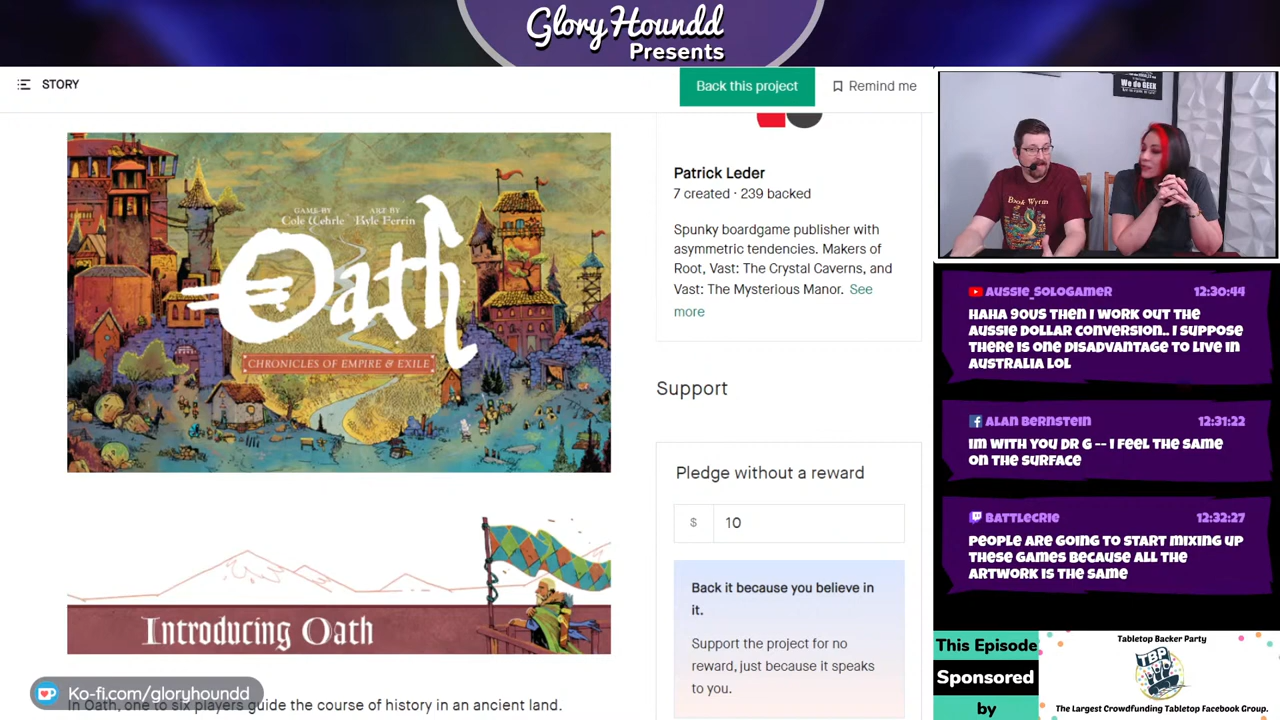 Glory Houndd
Presents
STORY
Back this project
Remind me
We do GEEK
Book Wyrm
GAME BY
Cole Wehrle
ART BY
Kyle Ferrin
Oath
CHRONICLES OF EMPIRE & EXILE
Introducing Oath
Ko-fi.com/gloryhoundd
In Oath, one to six players guide the course of history in an ancient land.
Patrick Leder
7 created · 239 backed
Spunky boardgame publisher with
asymmetric tendencies. Makers of
Root, Vast: The Crystal Caverns, and
Vast: The Mysterious Manor. See
more
Support
Pledge without a reward
$ 10
Back it because you believe in
it.
Support the project for no
reward, just because it speaks
to you.
Aussie_SoloGamer 12:30:44
HAHA 90US THEN I WORK OUT THE
AUSSIE DOLLAR CONVERSION.. I SUPPOSE
THERE IS ONE DISADVANTAGE TO LIVE IN
AUSTRALIA LOL
Alan Bernstein 12:31:22
IM WITH YOU DR G -- I FEEL THE SAME
ON THE SURFACE
Battlecrie 12:32:27
PEOPLE ARE GOING TO START MIXING UP
THESE GAMES BECAUSE ALL THE
ARTWORK IS THE SAME
This Episode
Sponsored
by
Tabletop Backer Party
TBP
The Largest Crowdfunding Tabletop Facebook Group.